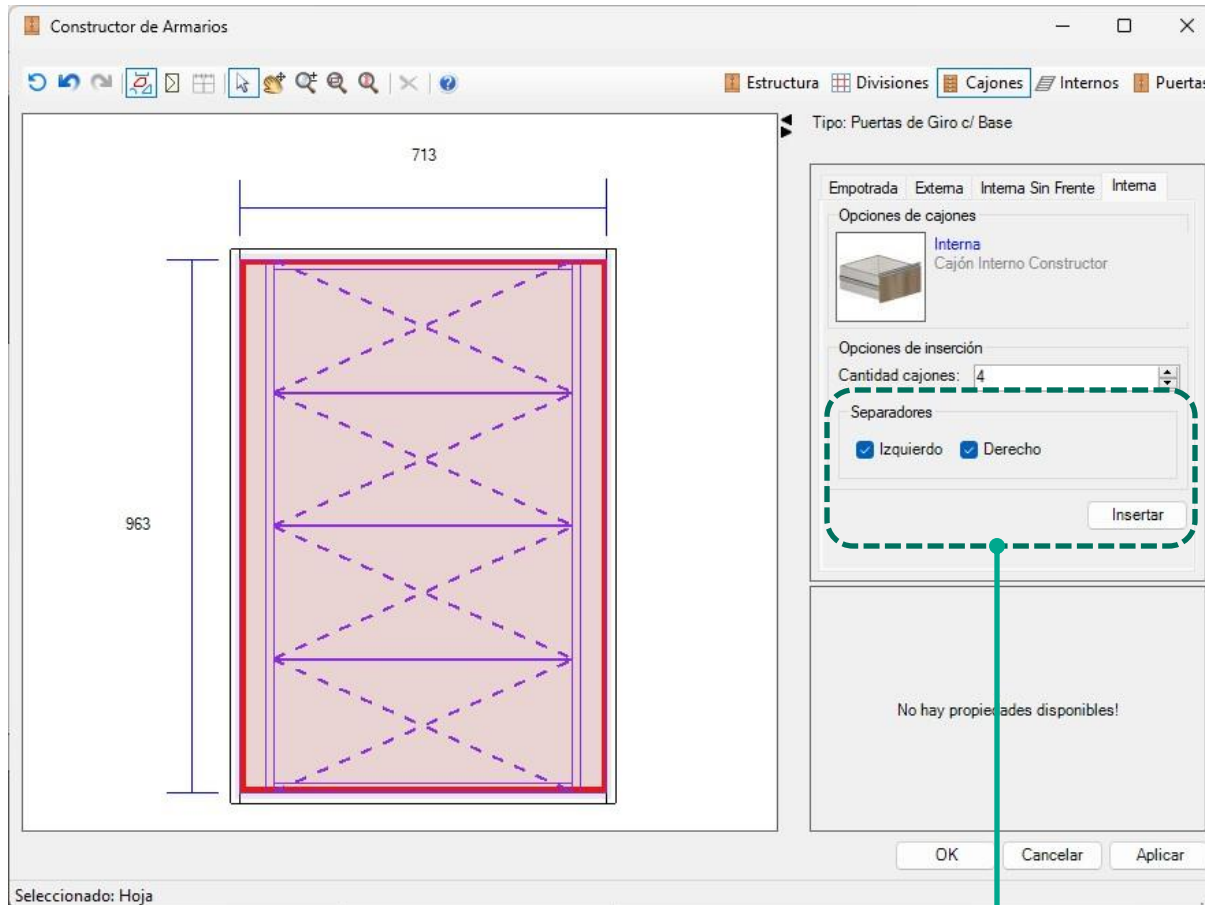 Constructor de Armarios
Estructura Divisiones Cajones Internos Puertas
Tipo: Puertas de Giro c/ Base
713
963
Empotrada Externa Interna Sin Frente Interna
Opciones de cajones
Interna
Cajón Interno Constructor
Opciones de inserción
Cantidad cajones: 4
Separadores
Izquierdo Derecho
Insertar
No hay propiedades disponibles!
OK Cancelar Aplicar
Seleccionado: Hoja